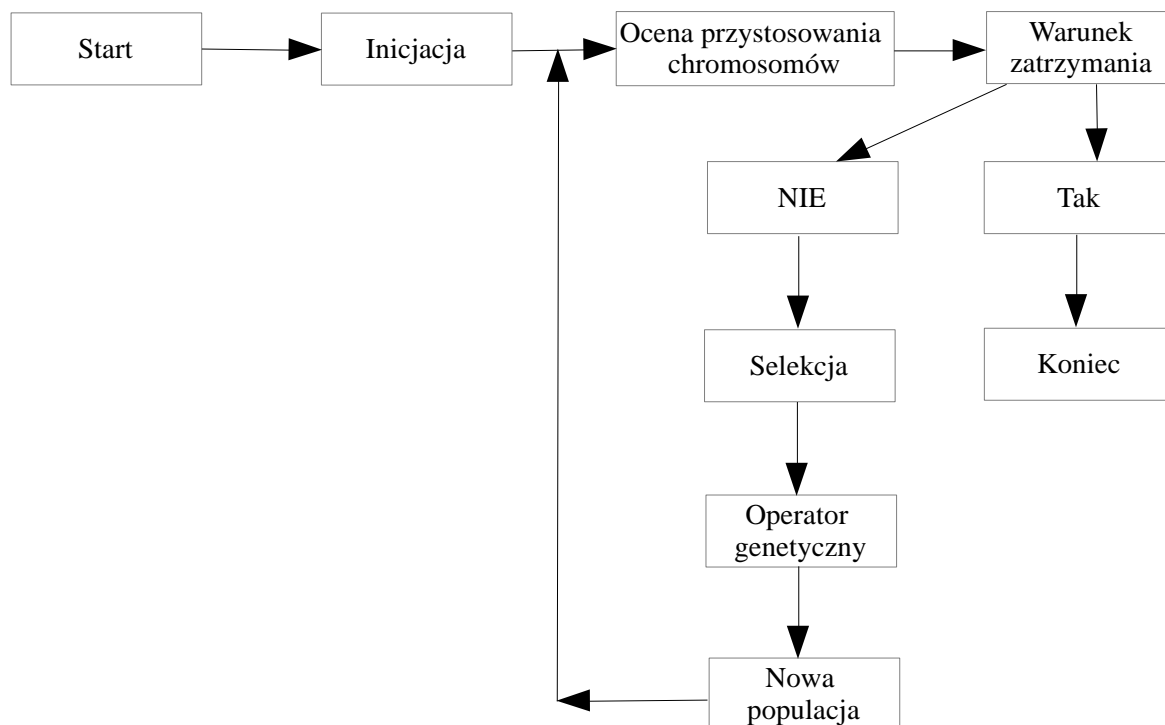 Start
Inicjacja
Ocena przystosowania
chromosomów
Warunek
zatrzymania
NIE
Tak
Selekcja
Koniec
Operator
genetyczny
Nowa
populacja